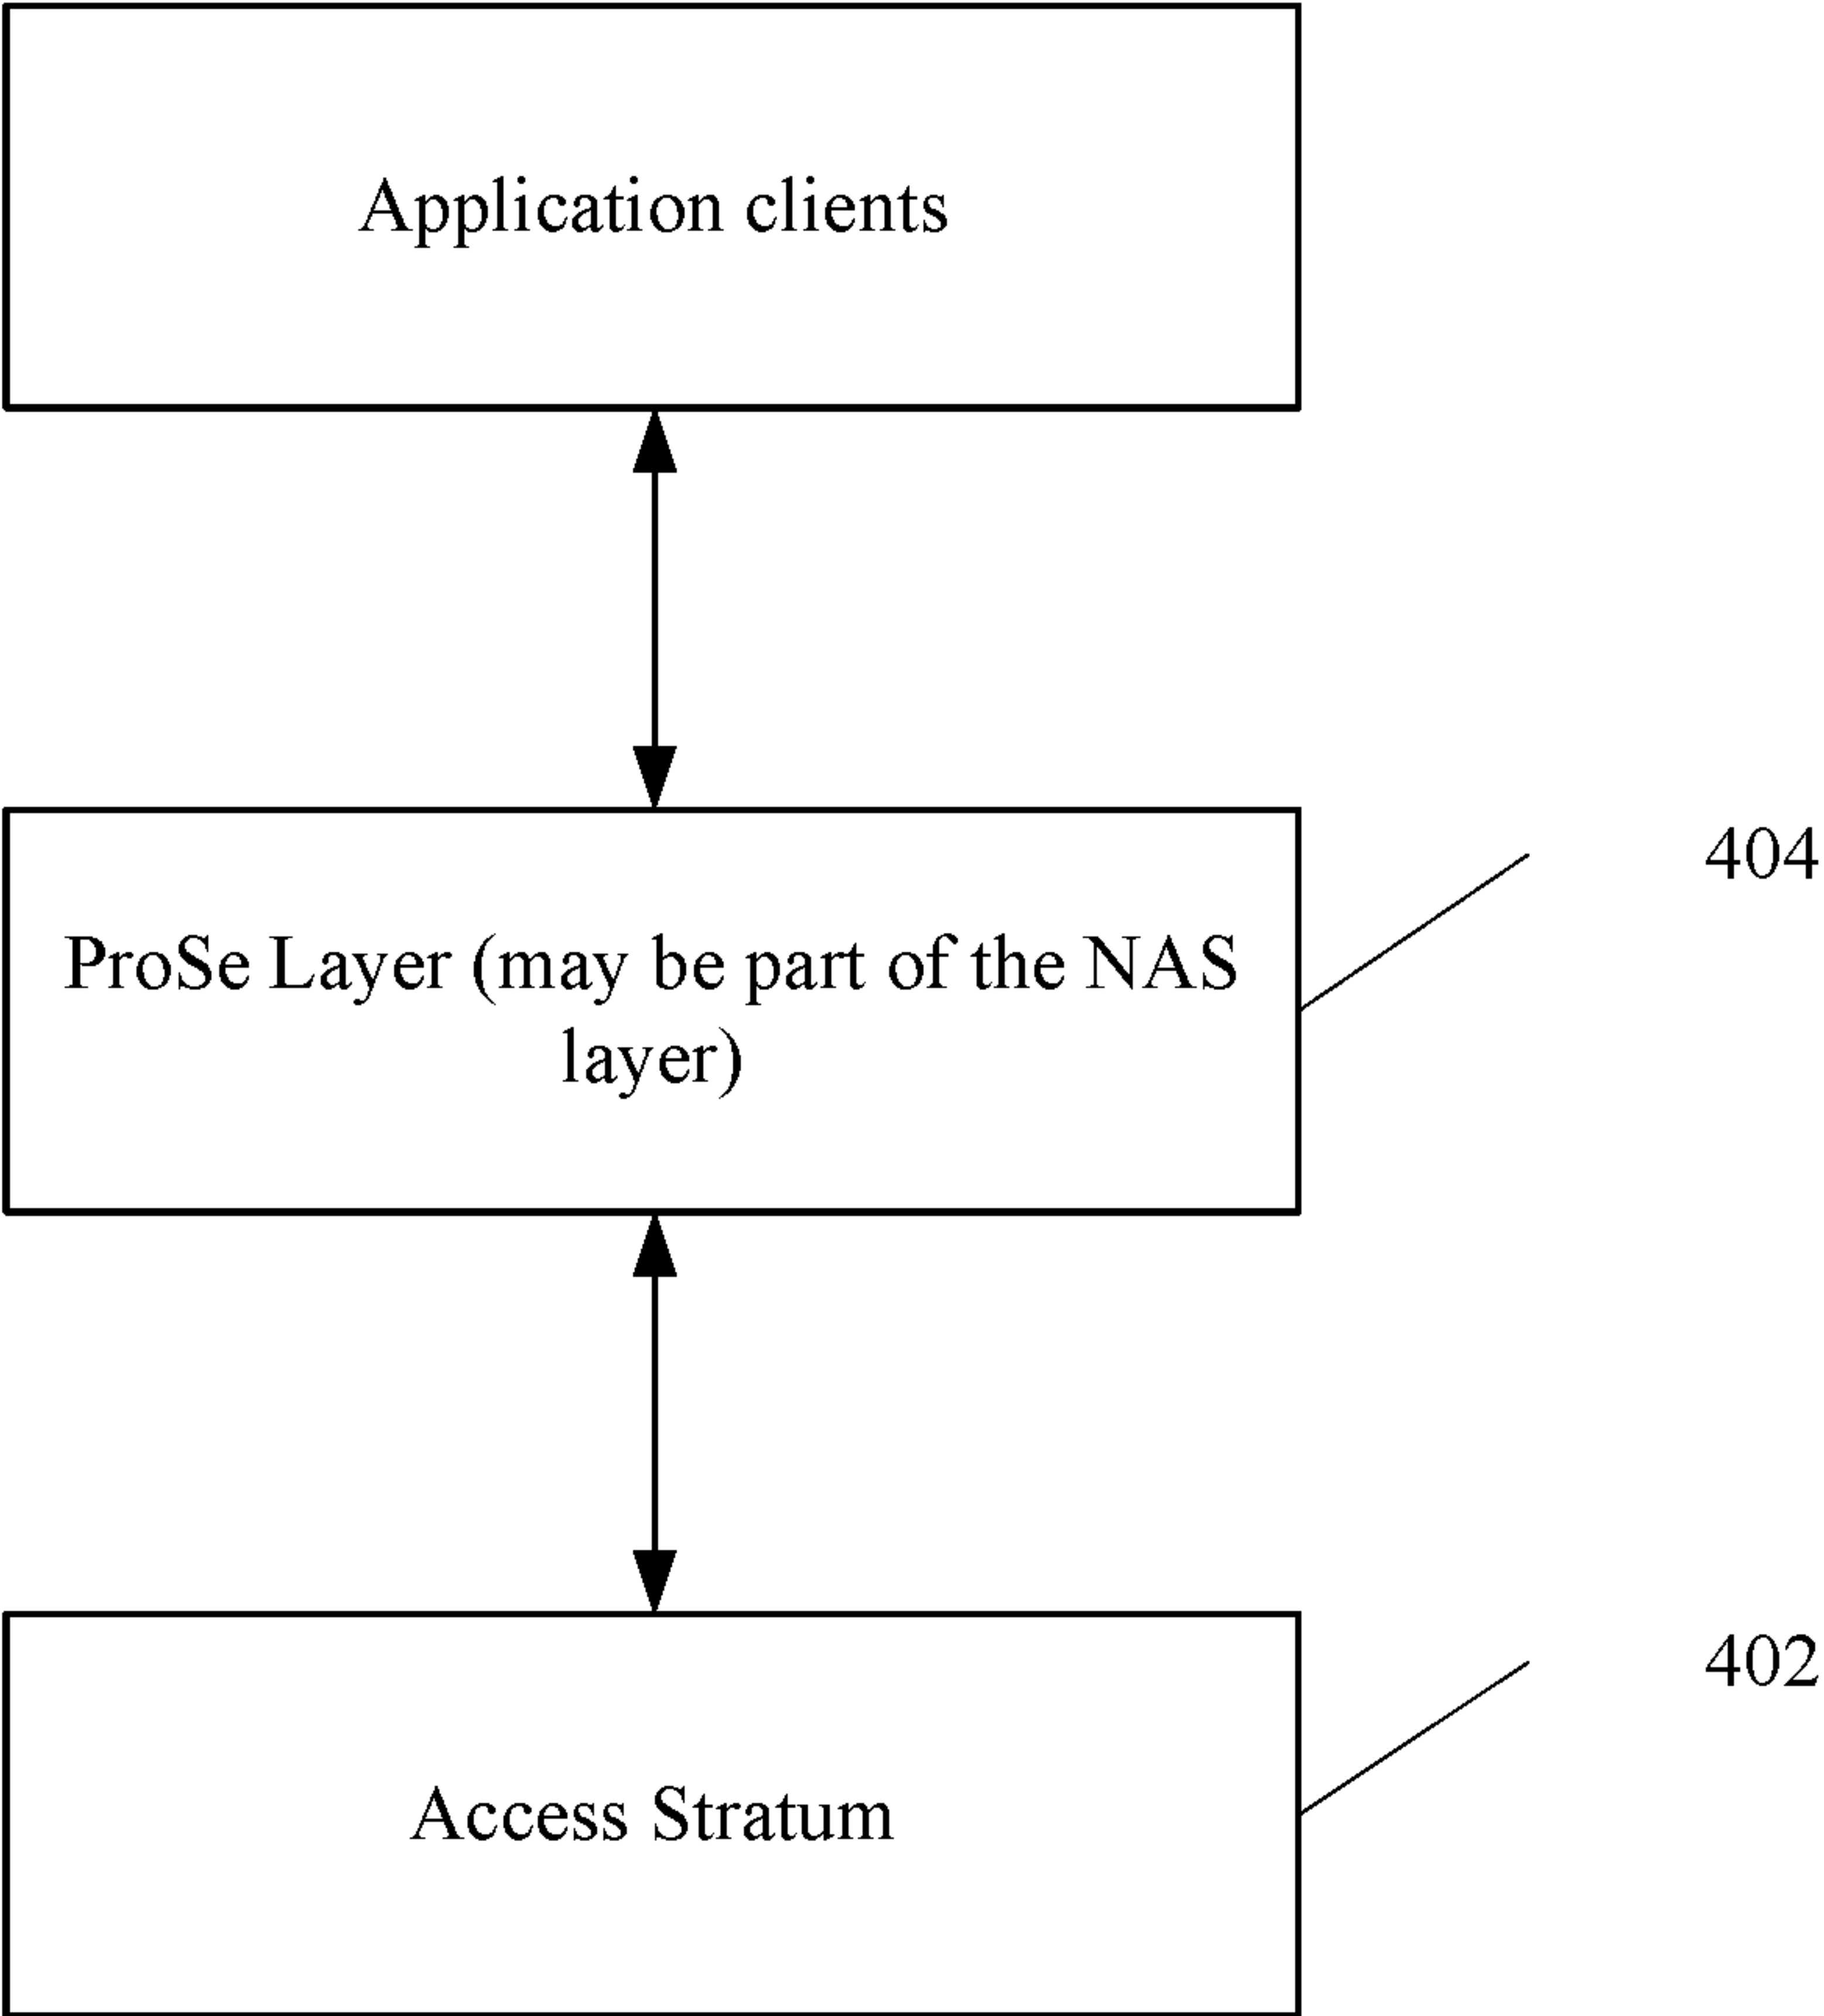 Application clients
404
ProSe Layer (may be part of the NAS
layer)
402
Access Stratum